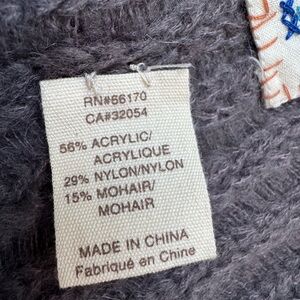 RN#66170
CA#32054
56% ACRYLIC/
ACRYLIQUE
29% NYLON/NYLON
15% MOHAIR/
MOHAIR
MADE IN CHINA
Fabriqué en Chine